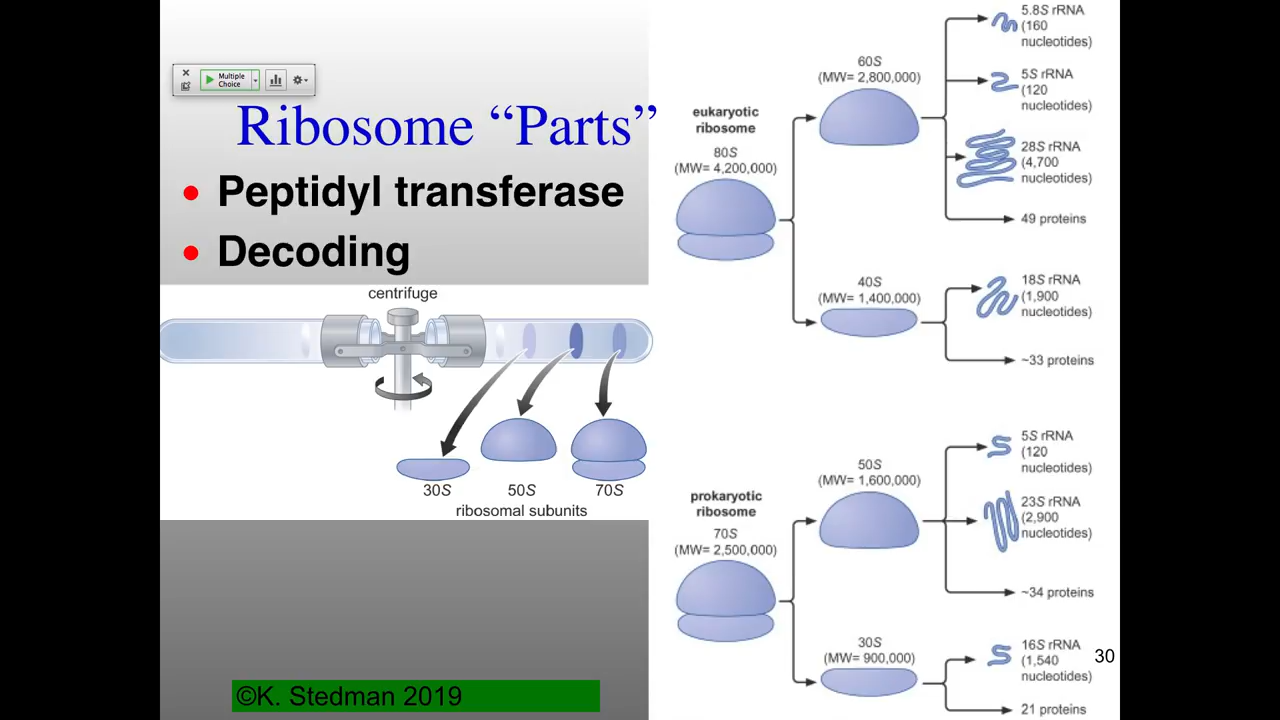 Multiple
Choice
Ribosome “Parts”
• Peptidyl transferase
• Decoding
centrifuge
30S
50S
70S
ribosomal subunits
©K. Stedman 2019
eukaryotic
ribosome
80S
(MW= 4,200,000)
60S
(MW= 2,800,000)
5.8S rRNA
(160
nucleotides)
5S rRNA
(120
nucleotides)
28S rRNA
(4,700
nucleotides)
49 proteins
40S
(MW= 1,400,000)
18S rRNA
(1,900
nucleotides)
~33 proteins
prokaryotic
ribosome
70S
(MW= 2,500,000)
50S
(MW= 1,600,000)
5S rRNA
(120
nucleotides)
23S rRNA
(2,900
nucleotides)
~34 proteins
30S
(MW= 900,000)
16S rRNA
(1,540
nucleotides)
21 proteins
30